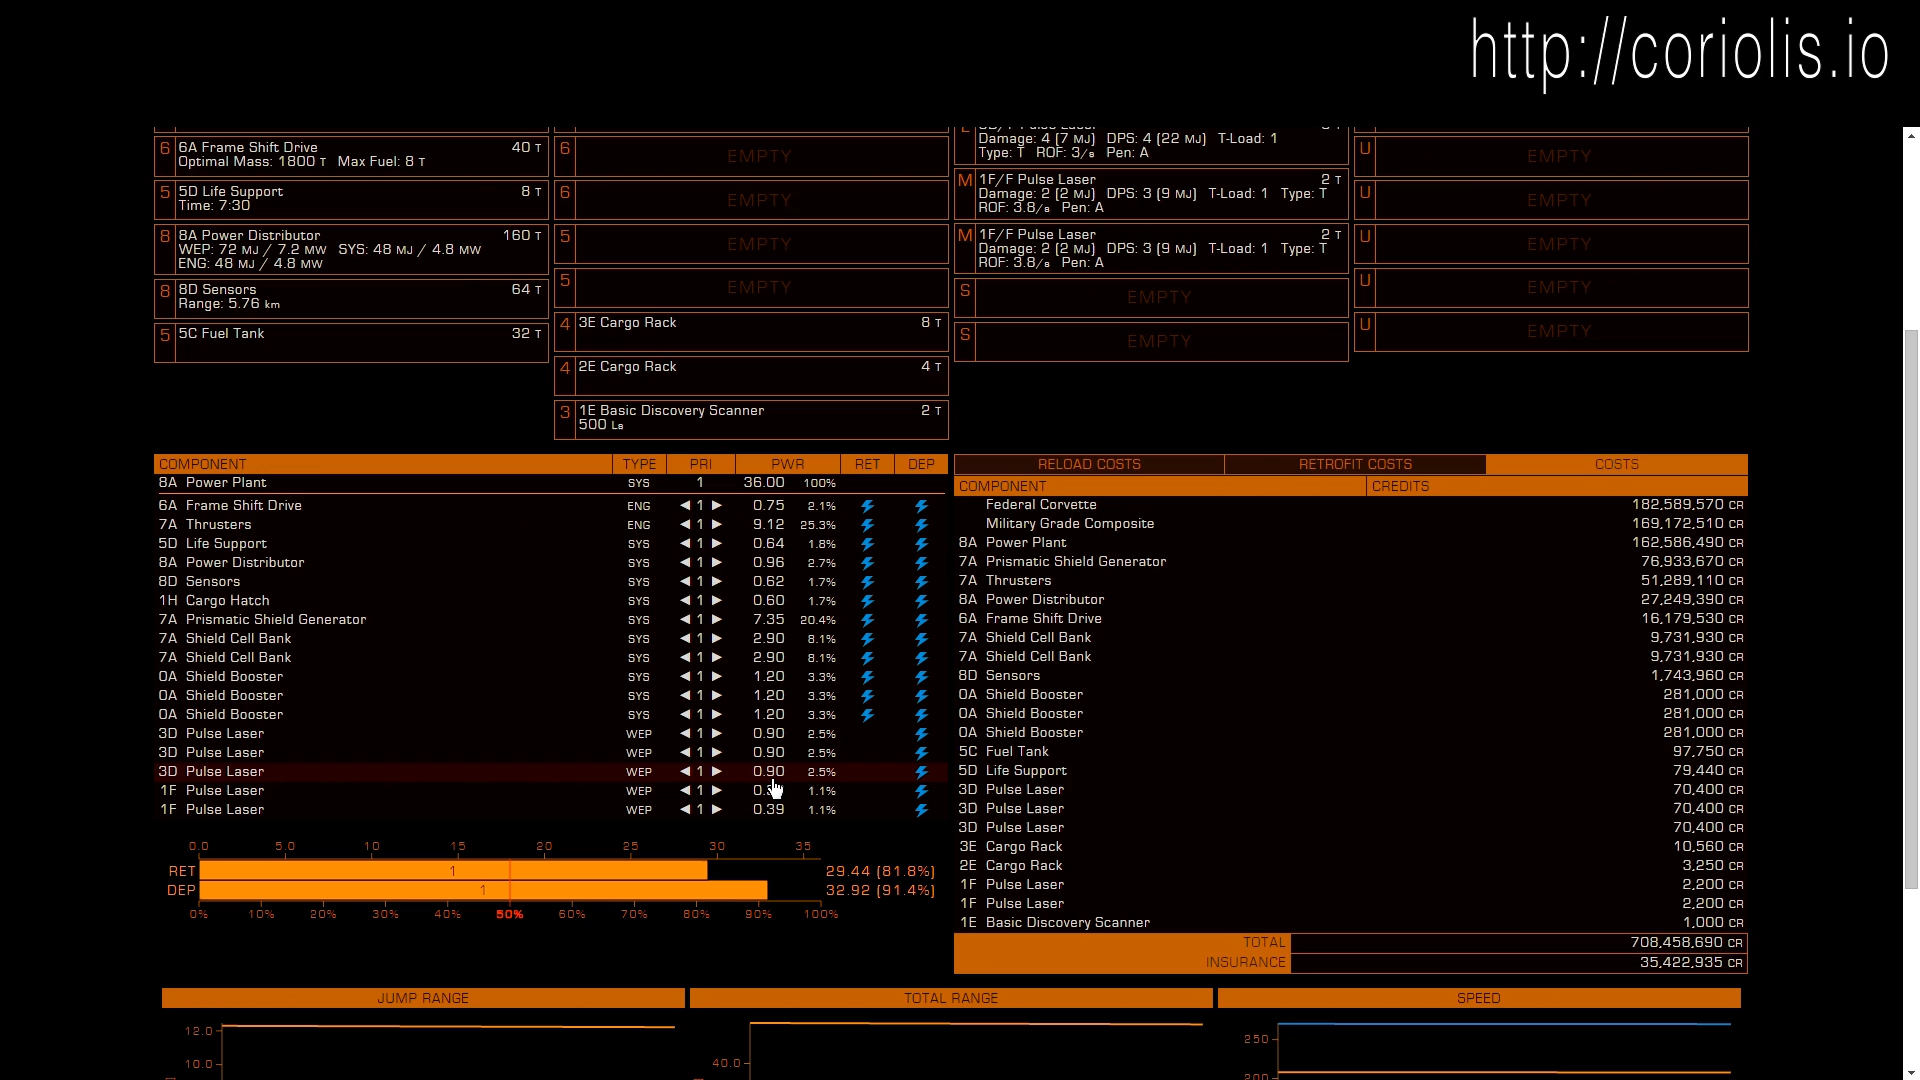 http://coriolis.io
6 6A Frame Shift Drive 40 T
Optimal Mass: 1800 T Max Fuel: 8 T
5 5D Life Support 8 T
Time: 7:30
8 8A Power Distributor 160 T
WEP: 72 MJ / 7.2 MW SYS: 48 MJ / 4.8 MW
ENG: 48 MJ / 4.8 MW
8 8D Sensors 64 T
Range: 5.76 km
5 5C Fuel Tank 32 T
6 EMPTY
6 EMPTY
5 EMPTY
5 EMPTY
4 3E Cargo Rack 8 T
4 2E Cargo Rack 4 T
3 1E Basic Discovery Scanner 2 T
500 Ls
Damage: 4 (7 MJ) DPS: 4 (22 MJ) T-Load: 1
Type: T ROF: 3/s Pen: A
M 1F/F Pulse Laser 2 T
Damage: 2 (2 MJ) DPS: 3 (9 MJ) T-Load: 1 Type: T
ROF: 3.8/s Pen: A
M 1F/F Pulse Laser 2 T
Damage: 2 (2 MJ) DPS: 3 (9 MJ) T-Load: 1 Type: T
ROF: 3.8/s Pen: A
S EMPTY
S EMPTY
U EMPTY
U EMPTY
U EMPTY
U EMPTY
U EMPTY
COMPONENT TYPE PRI PWR RET DEP
8A Power Plant SYS 1 36.00 100%
6A Frame Shift Drive ENG ◀ 1 ▶ 0.75 2.1%
7A Thrusters ENG ◀ 1 ▶ 9.12 25.3%
5D Life Support SYS ◀ 1 ▶ 0.64 1.8%
8A Power Distributor SYS ◀ 1 ▶ 0.96 2.7%
8D Sensors SYS ◀ 1 ▶ 0.62 1.7%
1H Cargo Hatch SYS ◀ 1 ▶ 0.60 1.7%
7A Prismatic Shield Generator SYS ◀ 1 ▶ 7.35 20.4%
7A Shield Cell Bank SYS ◀ 1 ▶ 2.90 8.1%
7A Shield Cell Bank SYS ◀ 1 ▶ 2.90 8.1%
0A Shield Booster SYS ◀ 1 ▶ 1.20 3.3%
0A Shield Booster SYS ◀ 1 ▶ 1.20 3.3%
0A Shield Booster SYS ◀ 1 ▶ 1.20 3.3%
3D Pulse Laser WEP ◀ 1 ▶ 0.90 2.5%
3D Pulse Laser WEP ◀ 1 ▶ 0.90 2.5%
3D Pulse Laser WEP ◀ 1 ▶ 0.90 2.5%
1F Pulse Laser WEP ◀ 1 ▶ 1.1%
1F Pulse Laser WEP ◀ 1 ▶ 0.39 1.1%
0.0 5.0 10 15 20 25 30 35
RET 1 29.44 (81.8%)
DEP 1 32.92 (91.4%)
0% 10% 20% 30% 40% 50% 60% 70% 80% 90% 100%
RELOAD COSTS RETROFIT COSTS COSTS
COMPONENT CREDITS
Federal Corvette 182,589,570 CR
Military Grade Composite 169,172,510 CR
8A Power Plant 162,586,490 CR
7A Prismatic Shield Generator 76,933,670 CR
7A Thrusters 51,289,110 CR
8A Power Distributor 27,249,390 CR
6A Frame Shift Drive 16,179,530 CR
7A Shield Cell Bank 9,731,930 CR
7A Shield Cell Bank 9,731,930 CR
8D Sensors 1,743,960 CR
0A Shield Booster 281,000 CR
0A Shield Booster 281,000 CR
0A Shield Booster 281,000 CR
5C Fuel Tank 97,750 CR
5D Life Support 79,440 CR
3D Pulse Laser 70,400 CR
3D Pulse Laser 70,400 CR
3D Pulse Laser 70,400 CR
3E Cargo Rack 10,560 CR
2E Cargo Rack 3,250 CR
1F Pulse Laser 2,200 CR
1F Pulse Laser 2,200 CR
1E Basic Discovery Scanner 1,000 CR
TOTAL 708,458,690 CR
INSURANCE 35,422,935 CR
JUMP RANGE TOTAL RANGE SPEED
12.0
10.0
40.0
250